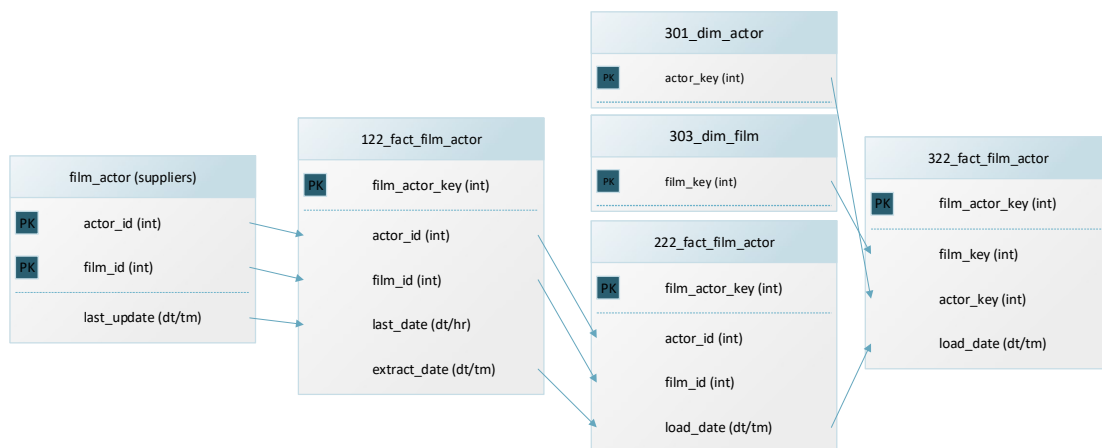 film_actor (suppliers)
PK actor_id (int)
PK film_id (int)
last_update (dt/tm)
122_fact_film_actor
PK film_actor_key (int)
actor_id (int)
film_id (int)
last_date (dt/hr)
extract_date (dt/tm)
301_dim_actor
PK actor_key (int)
303_dim_film
PK film_key (int)
222_fact_film_actor
PK film_actor_key (int)
actor_id (int)
film_id (int)
load_date (dt/tm)
322_fact_film_actor
PK film_actor_key (int)
film_key (int)
actor_key (int)
load_date (dt/tm)